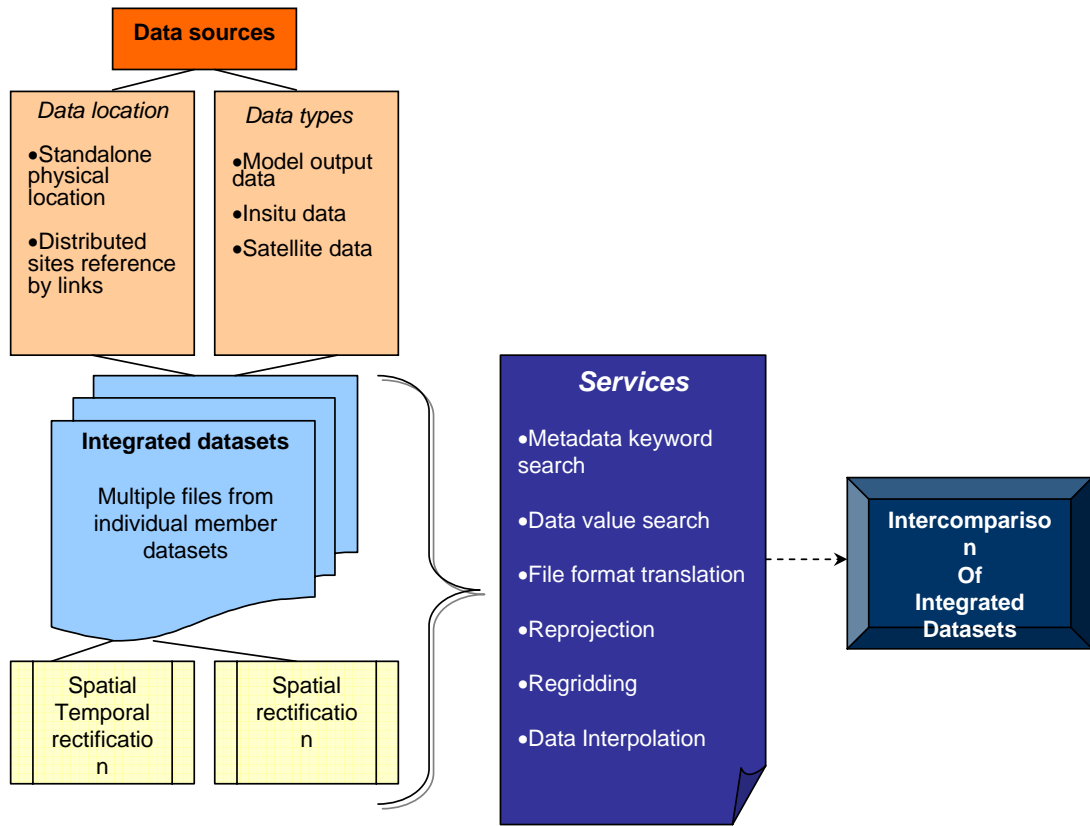 Data sources
Data location
•Standalone
physical
location
•Distributed
sites reference
by links
Data types
•Model output
data
•Insitu data
•Satellite data
Integrated datasets
Multiple files from
individual member
datasets
Spatial
Temporal
rectificatio
n
Spatial
rectificatio
n
Services
•Metadata keyword
search
•Data value search
•File format translation
•Reprojection
•Regridding
•Data Interpolation
Intercompariso
n
Of
Integrated
Datasets